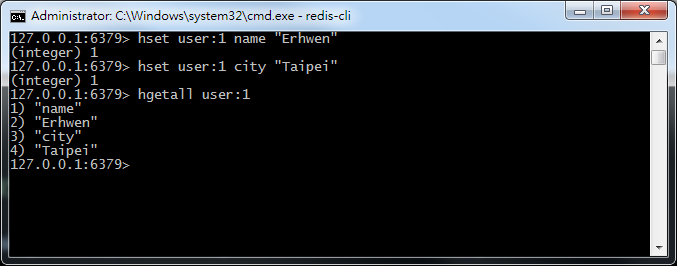 Administrator: C:\Windows\system32\cmd.exe - redis-cli
127.0.0.1:6379> hset user:1 name "Erhwen"
(integer) 1
127.0.0.1:6379> hset user:1 city "Taipei"
(integer) 1
127.0.0.1:6379> hgetall user:1
1) "name"
2) "Erhwen"
3) "city"
4) "Taipei"
127.0.0.1:6379>